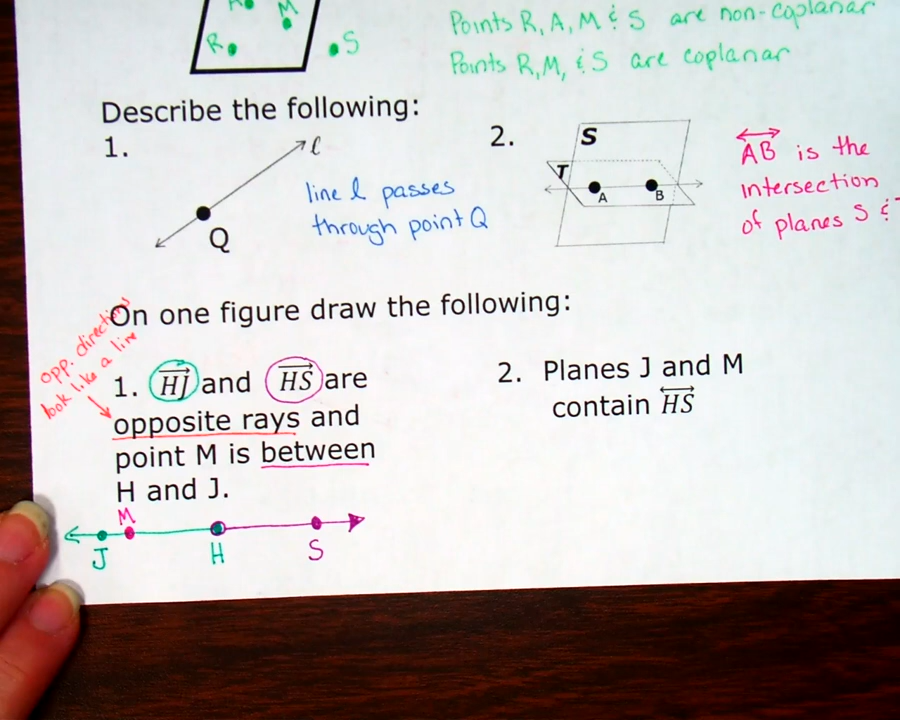 M
R
S
Points R, A, M & S are non-coplanar
Points R, M, & S are coplanar
Describe the following:
1.
l
Q
line l passes
through point Q
2.
S
T
A
B
AB is the
intersection
of planes S &
On one figure draw the following:
opp. directions
look like a line
1. HJ and HS are
opposite rays and
point M is between
H and J.
M
J
H
S
2. Planes J and M
contain HS